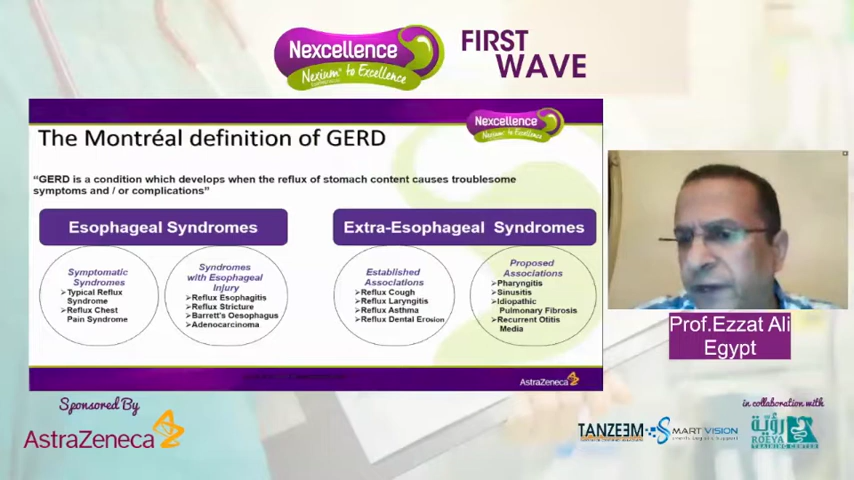 Nexcellence
Nexium to Excellence
FIRST
WAVE
Nexcellence
Nexium to Excellence
The Montréal definition of GERD
“GERD is a condition which develops when the reflux of stomach content causes troublesome
symptoms and / or complications”
Esophageal Syndromes
Extra-Esophageal Syndromes
Symptomatic
Syndromes
➢Typical Reflux
Syndrome
➢Reflux Chest
Pain Syndrome
Syndromes
with Esophageal
Injury
➢Reflux Esophagitis
➢Reflux Stricture
➢Barrett's Oesophagus
➢Adenocarcinoma
Established
Associations
➢Reflux Cough
➢Reflux Laryngitis
➢Reflux Asthma
➢Reflux Dental Erosion
Proposed
Associations
➢Pharyngitis
➢Sinusitis
➢Idiopathic
Pulmonary Fibrosis
➢Recurrent Otitis
Media
AstraZeneca
Prof.Ezzat Ali
Egypt
Sponsored By
AstraZeneca
TANZEEM
SMART VISION
in collaboration with
رؤية
ROEYA
TRAINING CENTER